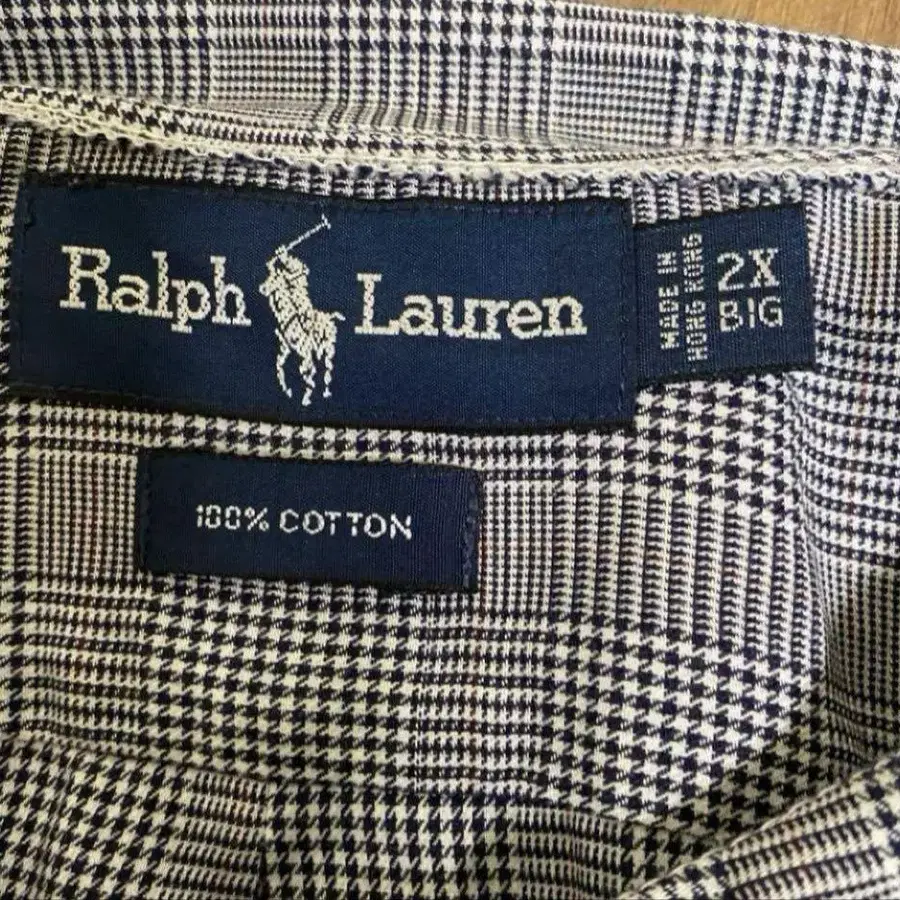 Ralph Lauren
MADE IN
HONG KONG
2X
BIG
100% COTTON